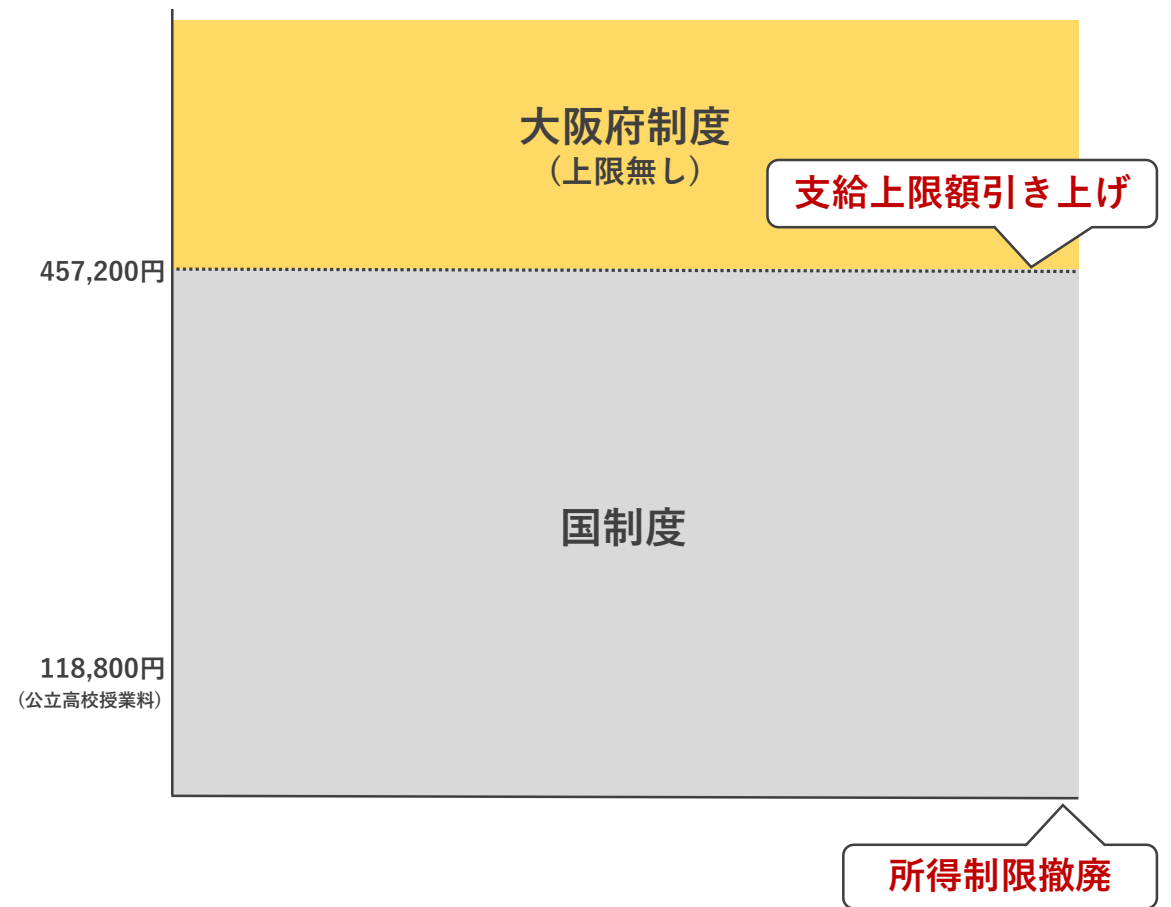 大阪府制度
（上限無し）
支給上限額引き上げ
457,200円
国制度
118,800円
（公立高校授業料）
所得制限撤廃